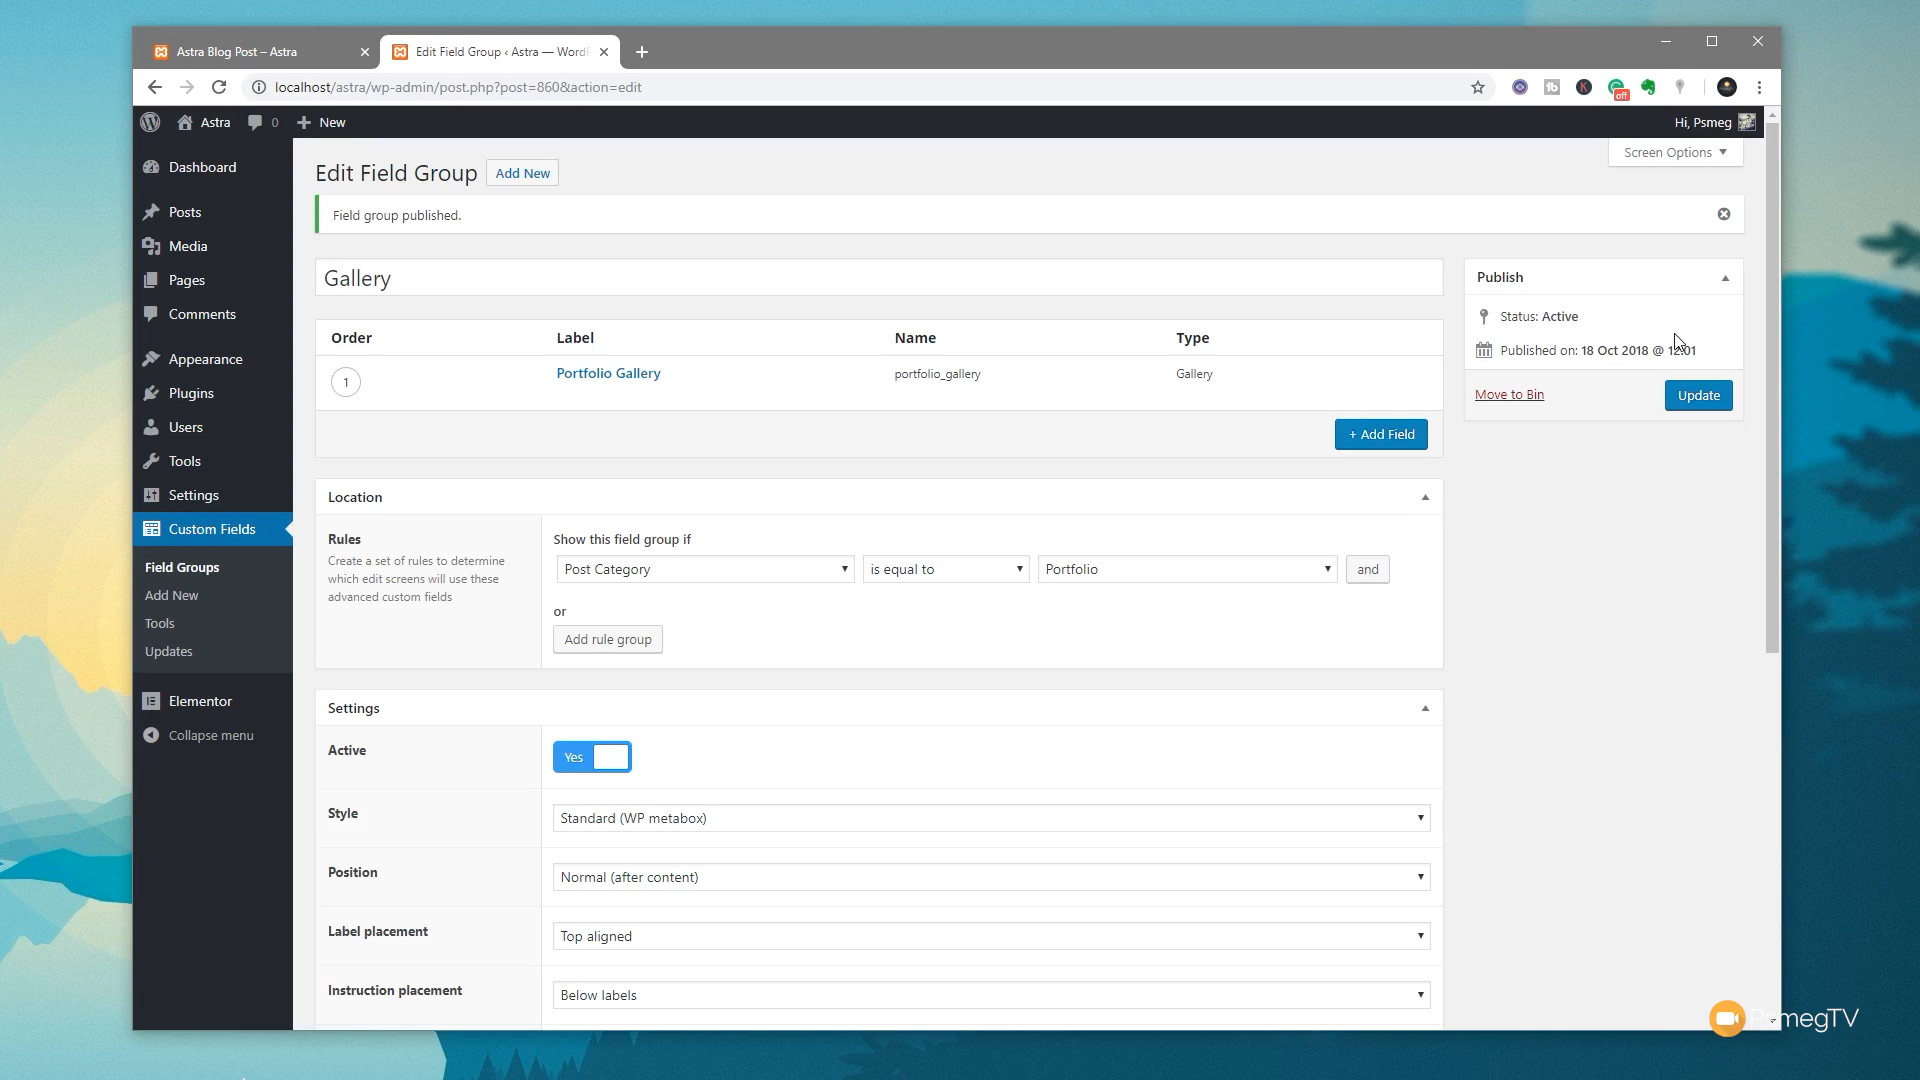 Astra Blog Post – Astra
Edit Field Group ‹ Astra — Word
localhost/astra/wp-admin/post.php?post=860&action=edit
off
Astra 0 New
Hi, Psmeg
Screen Options
Dashboard
Posts
Media
Pages
Comments
Appearance
Plugins
Users
Tools
Settings
Custom Fields
Field Groups
Add New
Tools
Updates
Elementor
Collapse menu
Edit Field Group Add New
Field group published.
Gallery
Order Label Name Type
1 Portfolio Gallery portfolio_gallery Gallery
+ Add Field
Publish
Status: Active
Published on: 18 Oct 2018 @ 12:01
Move to Bin Update
Location
Rules
Create a set of rules to determine
which edit screens will use these
advanced custom fields
Show this field group if
Post Category is equal to Portfolio and
or
Add rule group
Settings
Active Yes
Style Standard (WP metabox)
Position Normal (after content)
Label placement Top aligned
Instruction placement Below labels
PsmegTV